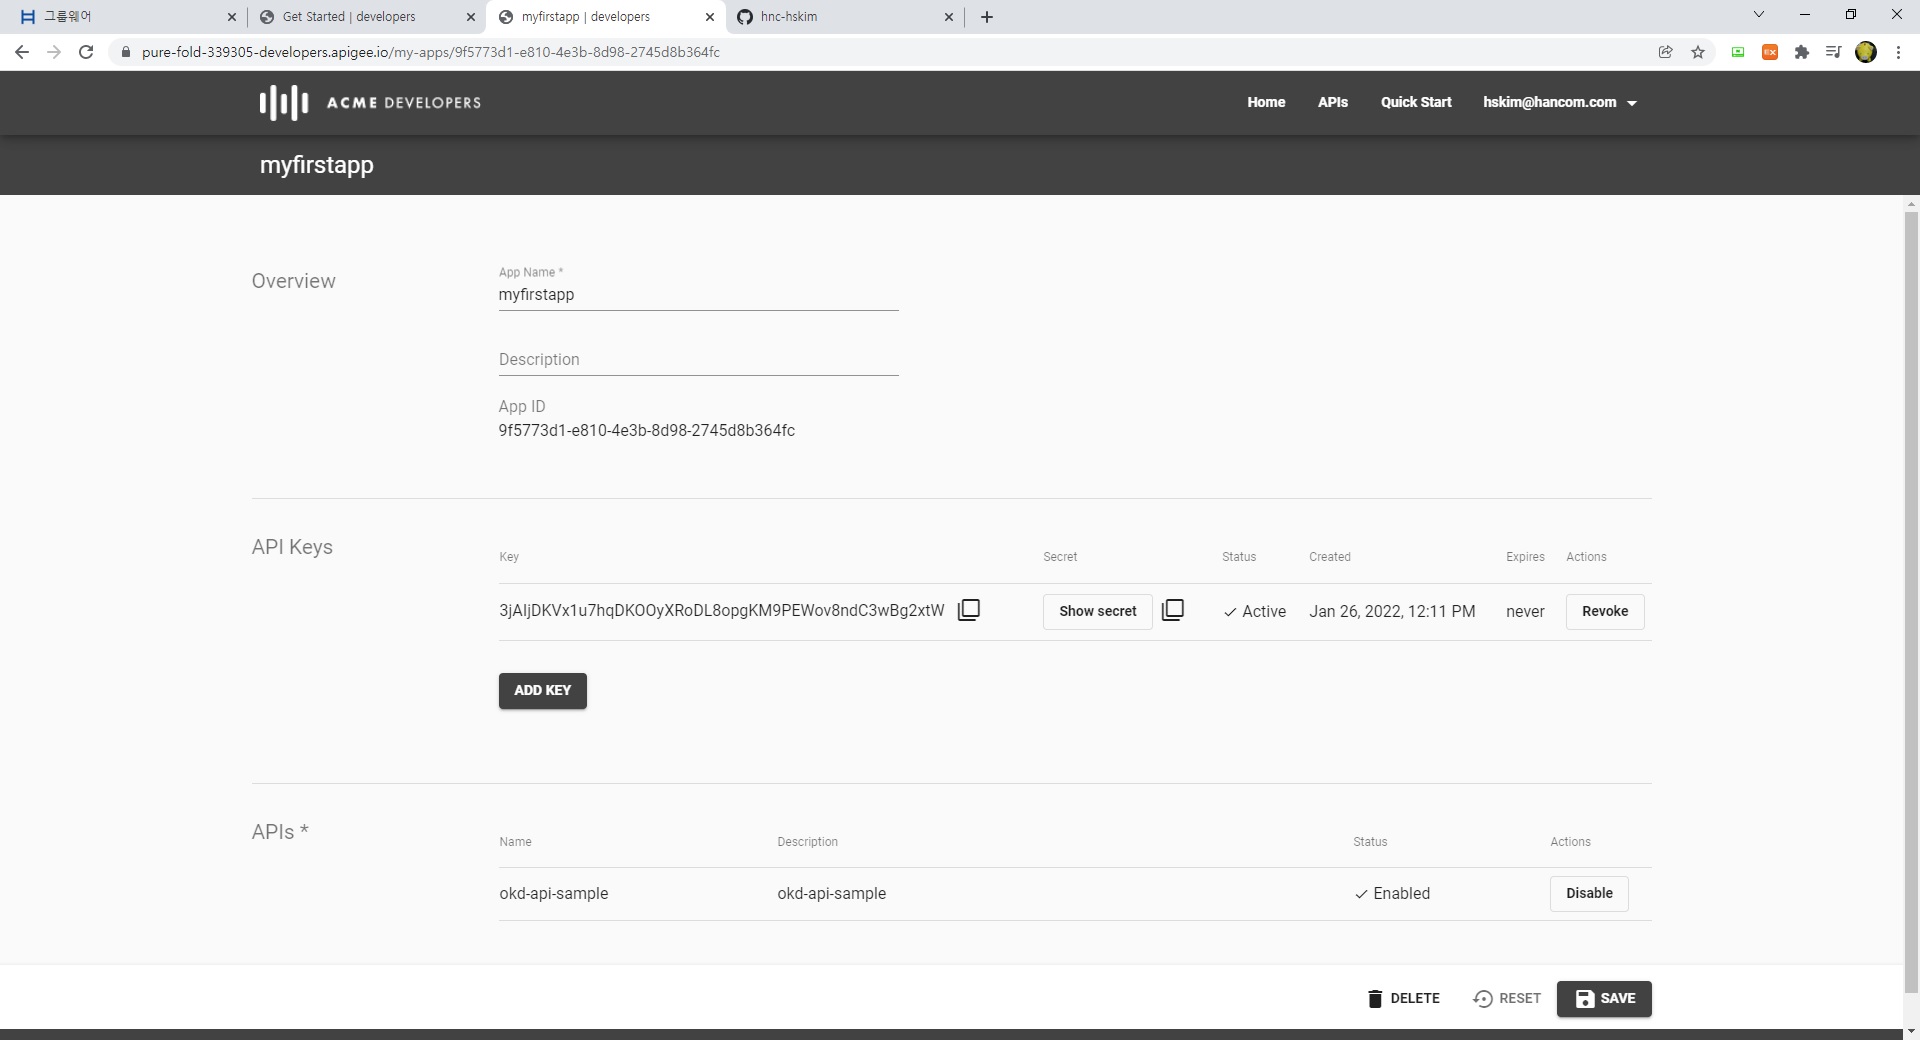 그룹웨어
Get Started | developers
myfirstapp | developers
hnc-hskim
pure-fold-339305-developers.apigee.io/my-apps/9f5773d1-e810-4e3b-8d98-2745d8b364fc
EX
ACME DEVELOPERS
Home APIs Quick Start hskim@hancom.com
myfirstapp
Overview
App Name *
myfirstapp
Description
App ID
9f5773d1-e810-4e3b-8d98-2745d8b364fc
API Keys
Key Secret Status Created Expires Actions
3jAIjDKVx1u7hqDKOOyXRoDL8opgKM9PEWov8ndC3wBg2xtW Show secret Active Jan 26, 2022, 12:11 PM never Revoke
ADD KEY
APIs *
Name Description Status Actions
okd-api-sample okd-api-sample Enabled Disable
DELETE RESET SAVE